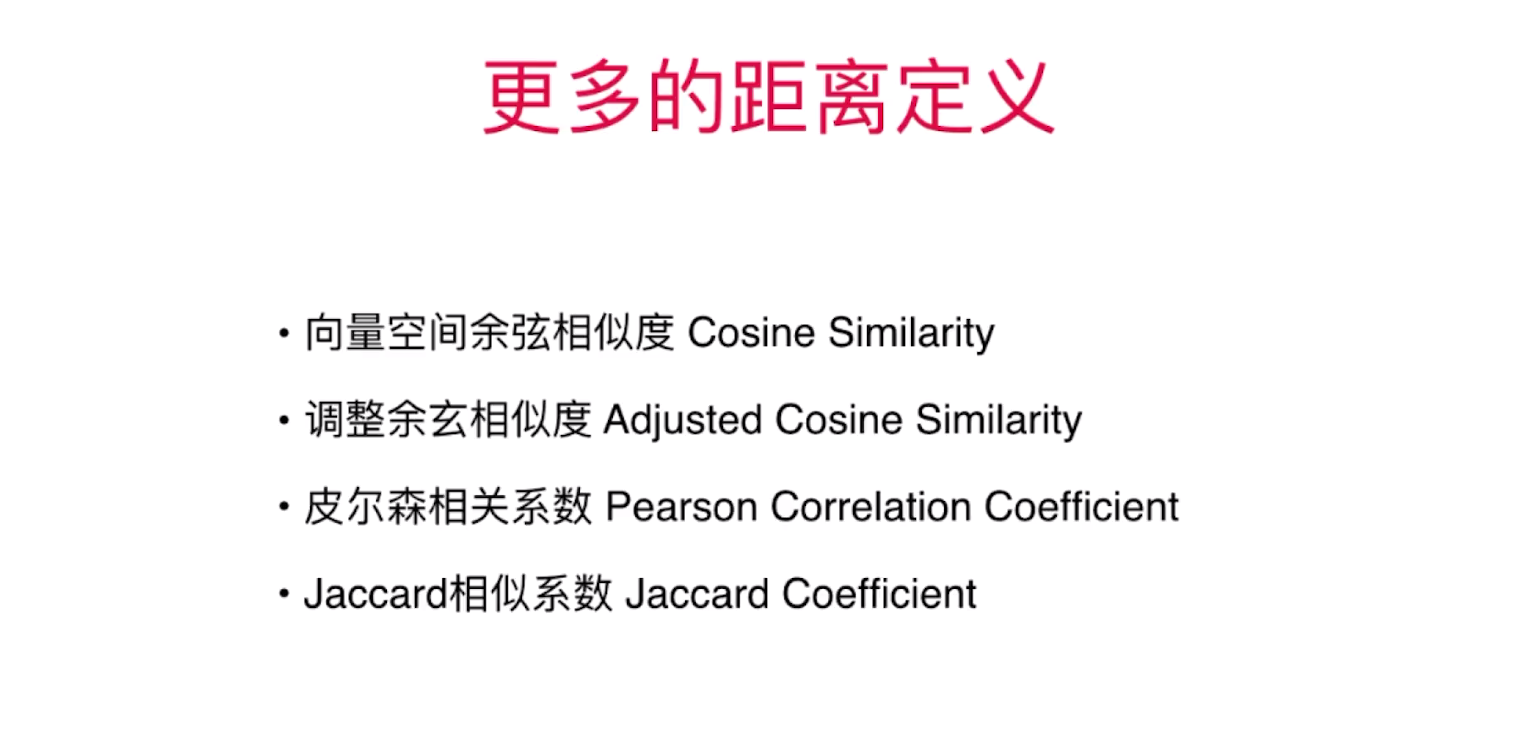 更多的距离定义
• 向量空间余弦相似度 Cosine Similarity
• 调整余玄相似度 Adjusted Cosine Similarity
• 皮尔森相关系数 Pearson Correlation Coefficient
• Jaccard相似系数 Jaccard Coefficient